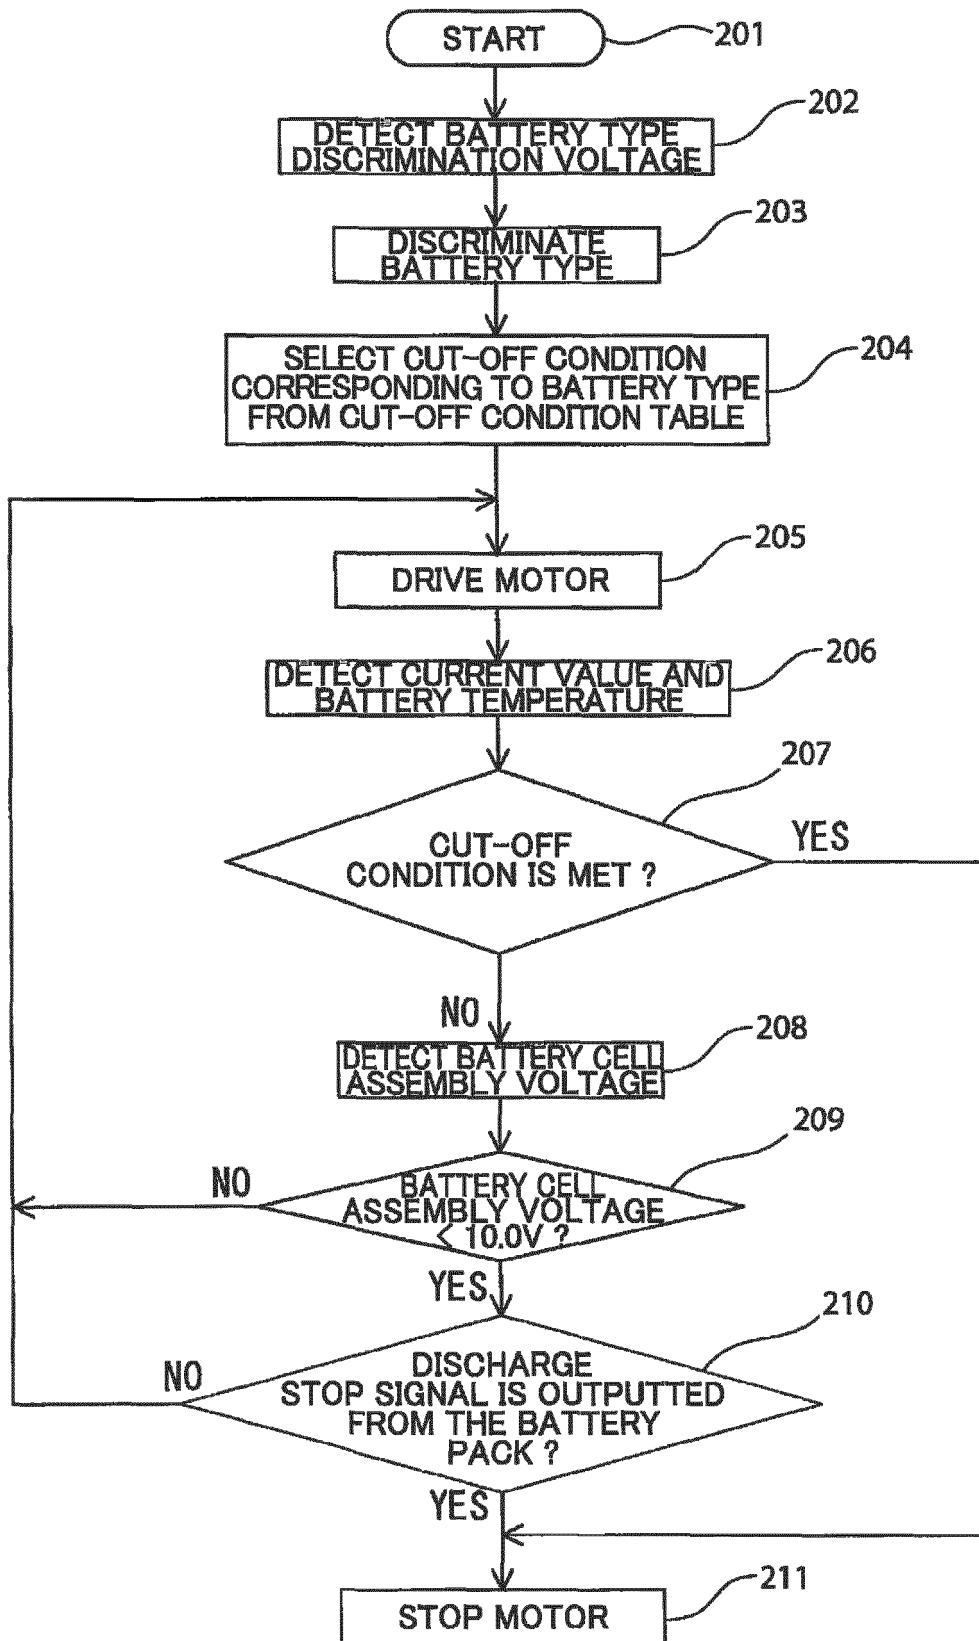 START
201
202
DETECT BATTERY TYPE
DISCRIMINATION VOLTAGE
203
DISCRIMINATE
BATTERY TYPE
204
SELECT CUT-OFF CONDITION
CORRESPONDING TO BATTERY TYPE
FROM CUT-OFF CONDITION TABLE
205
DRIVE MOTOR
206
DETECT CURRENT VALUE AND
BATTERY TEMPERATURE
207
YES
CUT-OFF
CONDITION IS MET ?
NO
208
DETECT BATTERY CELL
ASSEMBLY VOLTAGE
209
NO
BATTERY CELL
ASSEMBLY VOLTAGE
< 10.0V ?
YES
210
NO
DISCHARGE
STOP SIGNAL IS OUTPUTTED
FROM THE BATTERY
PACK ?
YES
211
STOP MOTOR